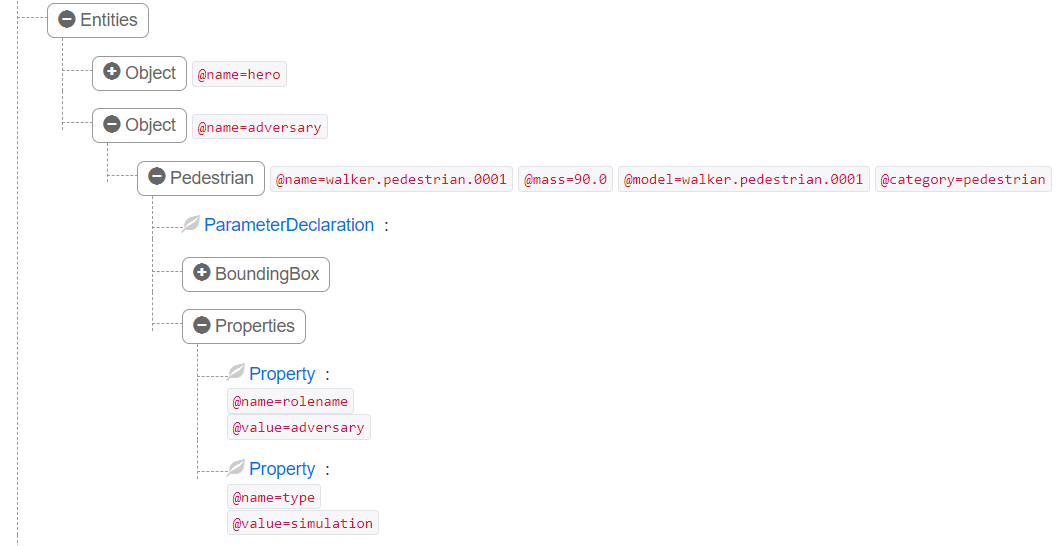 Entities
Object @name=hero
Object @name=adversary
Pedestrian @name=walker.pedestrian.0001 @mass=90.0 @model=walker.pedestrian.0001 @category=pedestrian
ParameterDeclaration :
BoundingBox
Properties
Property :
@name=rolename
@value=adversary
Property :
@name=type
@value=simulation